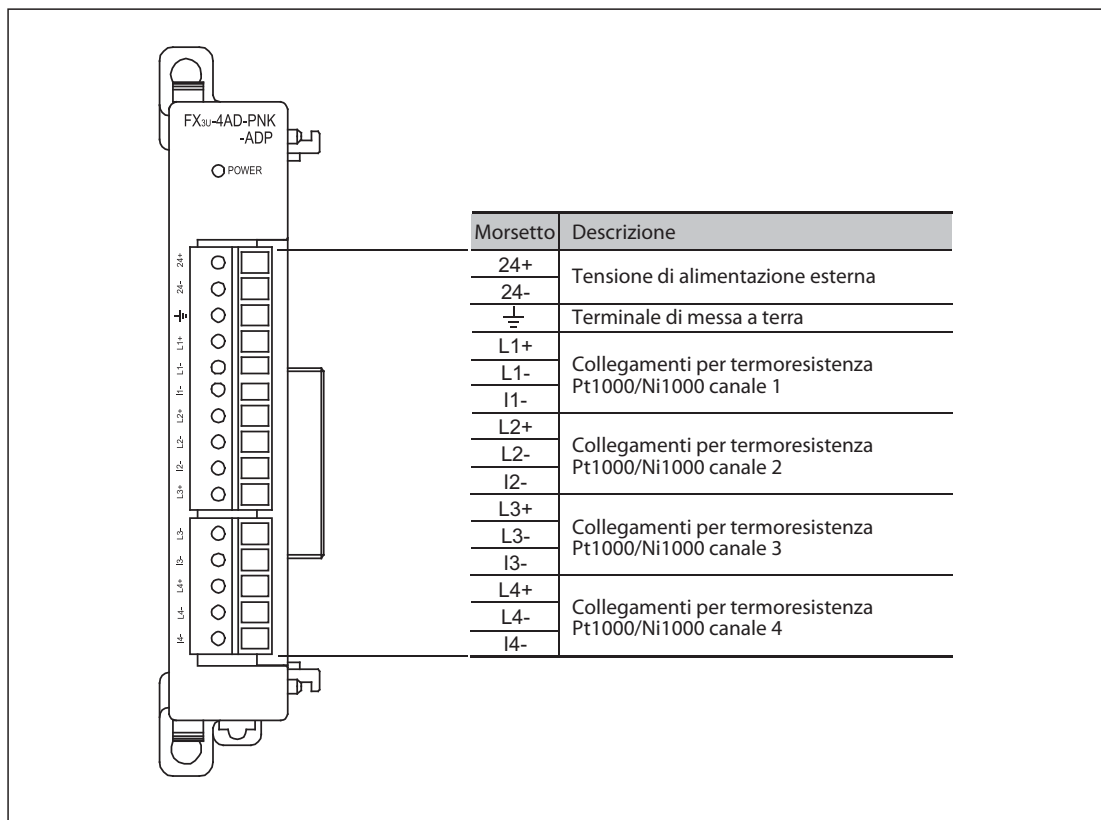 FX3U-4AD-PNK
-ADP
POWER
24+
24-
L1+
L1-
I1-
L2+
L2-
I2-
L3+
L3-
I3-
L4+
L4-
I4-
Morsetto Descrizione
24+
24-
Tensione di alimentazione esterna
Terminale di messa a terra
L1+
L1-
I1-
Collegamenti per termoresistenza
Pt1000/Ni1000 canale 1
L2+
L2-
I2-
Collegamenti per termoresistenza
Pt1000/Ni1000 canale 2
L3+
L3-
I3-
Collegamenti per termoresistenza
Pt1000/Ni1000 canale 3
L4+
L4-
I4-
Collegamenti per termoresistenza
Pt1000/Ni1000 canale 4